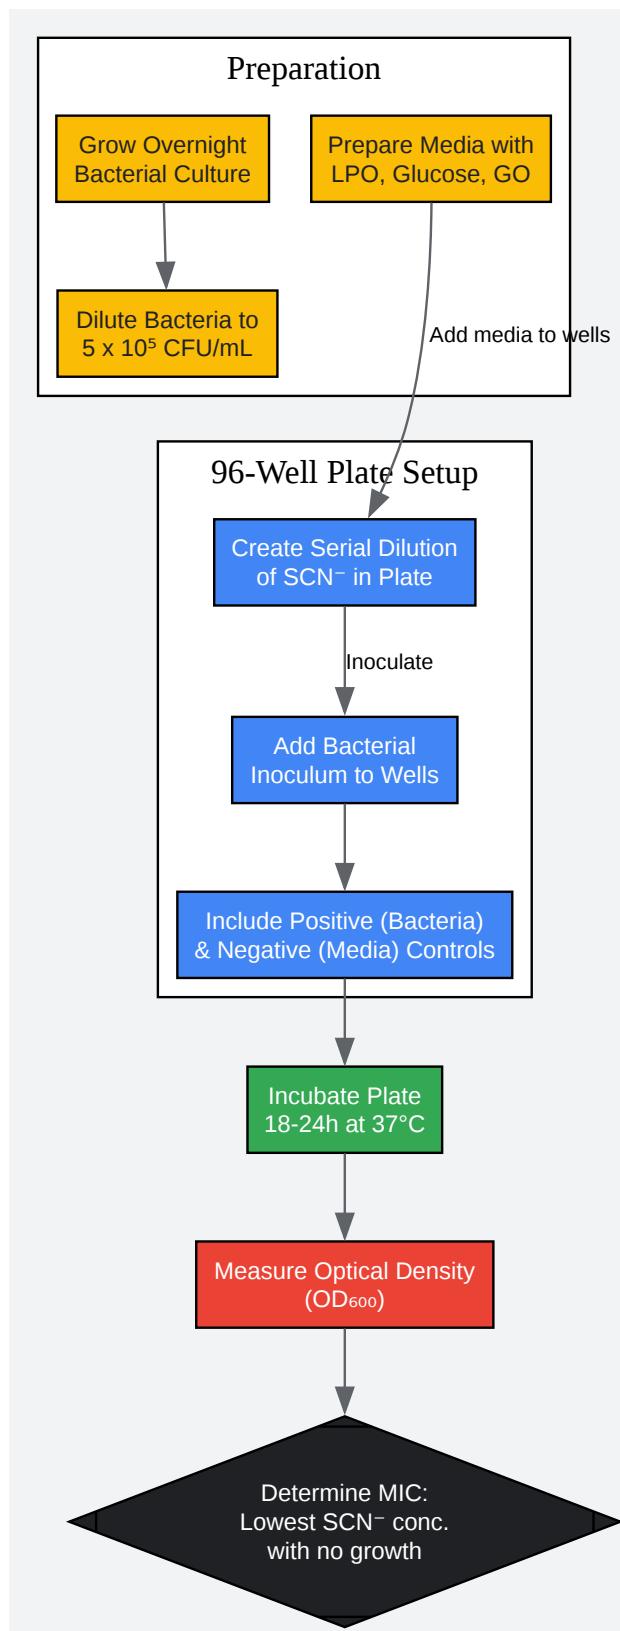 Preparation
Grow Overnight
Bacterial Culture
Prepare Media with
LPO, Glucose, GO
Dilute Bacteria to
5 x 10⁵ CFU/mL
Add media to wells
96-Well Plate Setup
Create Serial Dilution
of SCN⁻ in Plate
Inoculate
Add Bacterial
Inoculum to Wells
Include Positive (Bacteria)
& Negative (Media) Controls
Incubate Plate
18-24h at 37°C
Measure Optical Density
(OD₆₀₀)
Determine MIC:
Lowest SCN⁻ conc.
with no growth